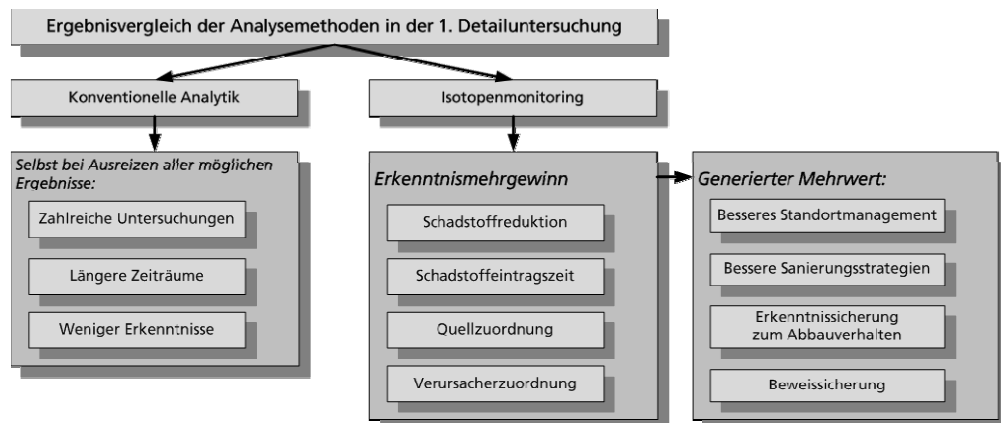 Ergebnisvergleich der Analysemethoden in der 1. Detailuntersuchung
Konventionelle Analytik
Isotopenmonitoring
Selbst bei Ausreizen aller möglichen
Ergebnisse:
Zahlreiche Untersuchungen
Längere Zeiträume
Weniger Erkenntnisse
Erkenntnismehrgewinn
Schadstoffreduktion
Schadstoffeintragszeit
Quellzuordnung
Verursacherzuordnung
Generierter Mehrwert:
Besseres Standortmanagement
Bessere Sanierungsstrategien
Erkenntnissicherung
zum Abbauverhalten
Beweissicherung